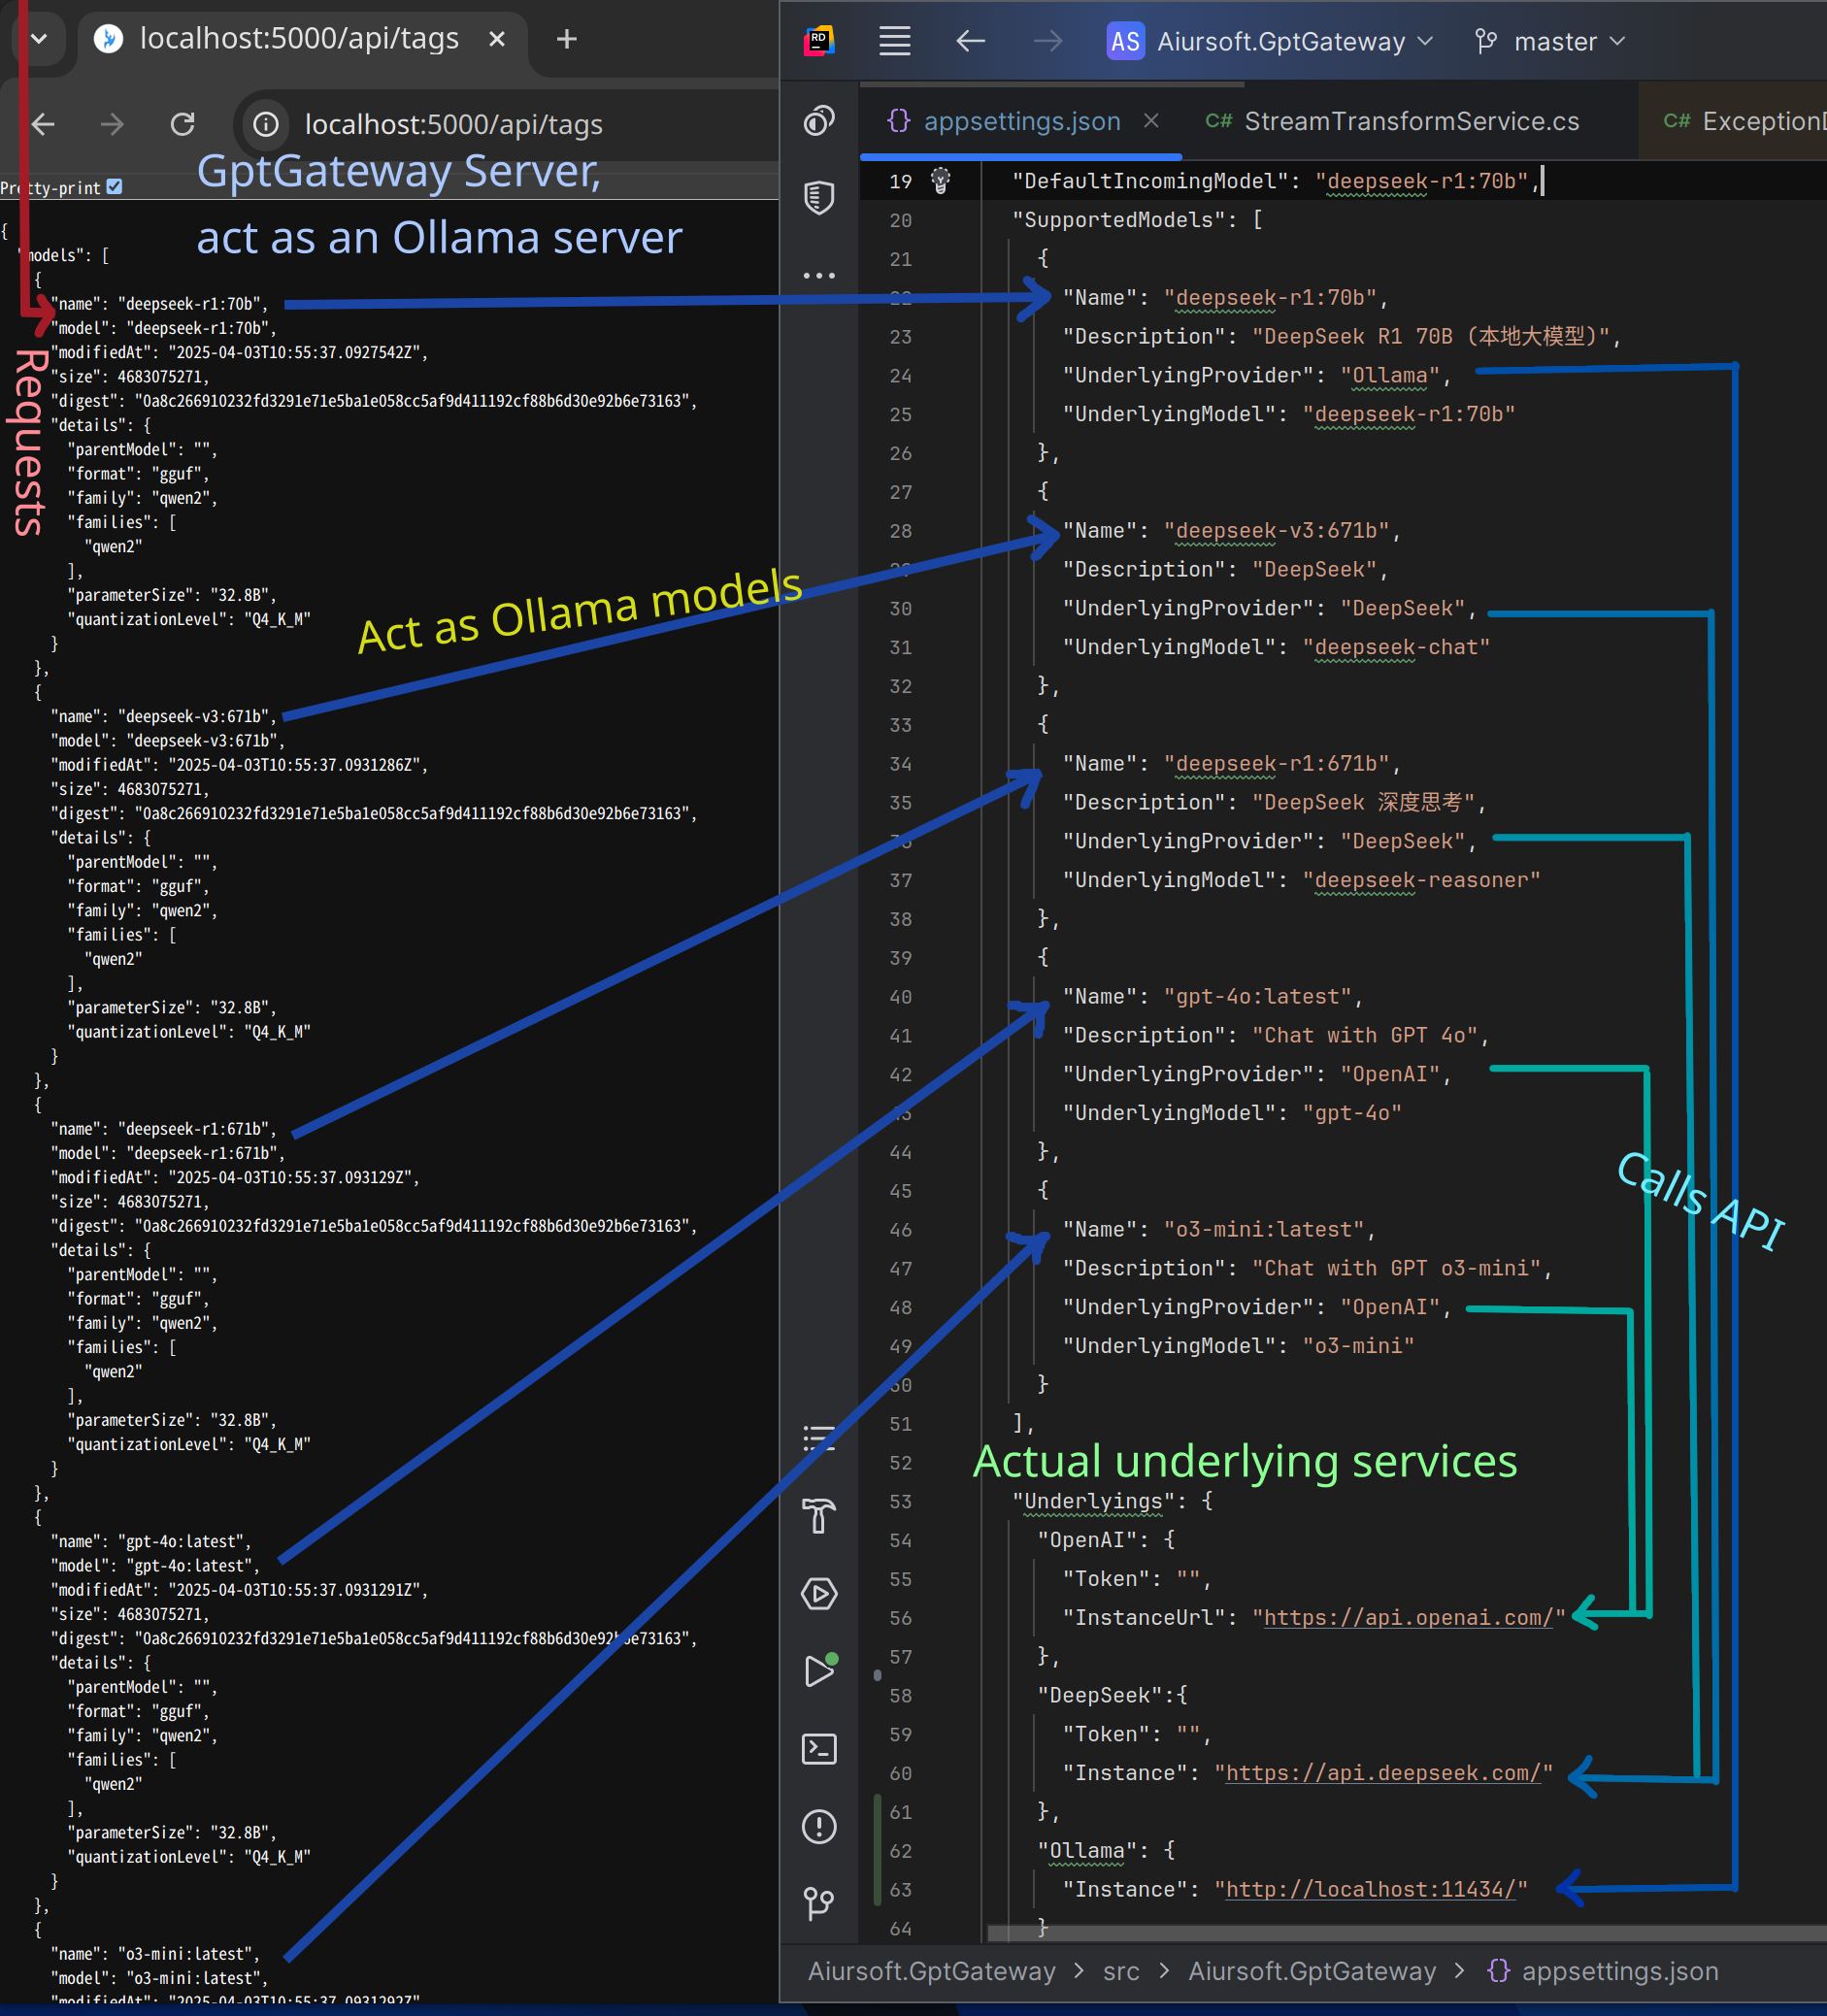 localhost:5000/api/tags
localhost:5000/api/tags
Pretty-print
GptGateway Server,
act as an Ollama server
Requests
Act as Ollama models
{
"models": [
{
"name": "deepseek-r1:70b",
"model": "deepseek-r1:70b",
"modifiedAt": "2025-04-03T10:55:37.0927542Z",
"size": 4683075271,
"digest": "0a8c266910232fd3291e71e5ba1e058cc5af9d411192cf88b6d30e92b6e73163",
"details": {
"parentModel": "",
"format": "gguf",
"family": "qwen2",
"families": [
"qwen2"
],
"parameterSize": "32.8B",
"quantizationLevel": "Q4_K_M"
}
},
{
"name": "deepseek-v3:671b",
"model": "deepseek-v3:671b",
"modifiedAt": "2025-04-03T10:55:37.0931286Z",
"size": 4683075271,
"digest": "0a8c266910232fd3291e71e5ba1e058cc5af9d411192cf88b6d30e92b6e73163",
"details": {
"parentModel": "",
"format": "gguf",
"family": "qwen2",
"families": [
"qwen2"
],
"parameterSize": "32.8B",
"quantizationLevel": "Q4_K_M"
}
},
{
"name": "deepseek-r1:671b",
"model": "deepseek-r1:671b",
"modifiedAt": "2025-04-03T10:55:37.093129Z",
"size": 4683075271,
"digest": "0a8c266910232fd3291e71e5ba1e058cc5af9d411192cf88b6d30e92b6e73163",
"details": {
"parentModel": "",
"format": "gguf",
"family": "qwen2",
"families": [
"qwen2"
],
"parameterSize": "32.8B",
"quantizationLevel": "Q4_K_M"
}
},
{
"name": "gpt-4o:latest",
"model": "gpt-4o:latest",
"modifiedAt": "2025-04-03T10:55:37.0931291Z",
"size": 4683075271,
"digest": "0a8c266910232fd3291e71e5ba1e058cc5af9d411192cf88b6d30e92b6e73163",
"details": {
"parentModel": "",
"format": "gguf",
"family": "qwen2",
"families": [
"qwen2"
],
"parameterSize": "32.8B",
"quantizationLevel": "Q4_K_M"
}
},
{
"name": "o3-mini:latest",
"model": "o3-mini:latest",
"modifiedAt": "2025-04-03T10:55:37.0931292Z",
RD
AS Aiursoft.GptGateway master
{} appsettings.json C# StreamTransformService.cs C# ExceptionD
19 "DefaultIncomingModel": "deepseek-r1:70b",
20 "SupportedModels": [
21 {
22 "Name": "deepseek-r1:70b",
23 "Description": "DeepSeek R1 70B (本地大模型)",
24 "UnderlyingProvider": "Ollama",
25 "UnderlyingModel": "deepseek-r1:70b"
26 },
27 {
28 "Name": "deepseek-v3:671b",
29 "Description": "DeepSeek",
30 "UnderlyingProvider": "DeepSeek",
31 "UnderlyingModel": "deepseek-chat"
32 },
33 {
34 "Name": "deepseek-r1:671b",
35 "Description": "DeepSeek 深度思考",
36 "UnderlyingProvider": "DeepSeek",
37 "UnderlyingModel": "deepseek-reasoner"
38 },
39 {
40 "Name": "gpt-4o:latest",
41 "Description": "Chat with GPT 4o",
42 "UnderlyingProvider": "OpenAI",
43 "UnderlyingModel": "gpt-4o"
44 },
45 {
46 "Name": "o3-mini:latest",
47 "Description": "Chat with GPT o3-mini",
48 "UnderlyingProvider": "OpenAI",
49 "UnderlyingModel": "o3-mini"
50 }
51 ],
52
Calls API
Actual underlying services
53 "Underlyings": {
54 "OpenAI": {
55 "Token": "",
56 "InstanceUrl": "https://api.openai.com/"
57 },
58 "DeepSeek":{
59 "Token": "",
60 "Instance": "https://api.deepseek.com/"
61 },
62 "Ollama": {
63 "Instance": "http://localhost:11434/"
64 }
Aiursoft.GptGateway > src > Aiursoft.GptGateway > {} appsettings.json